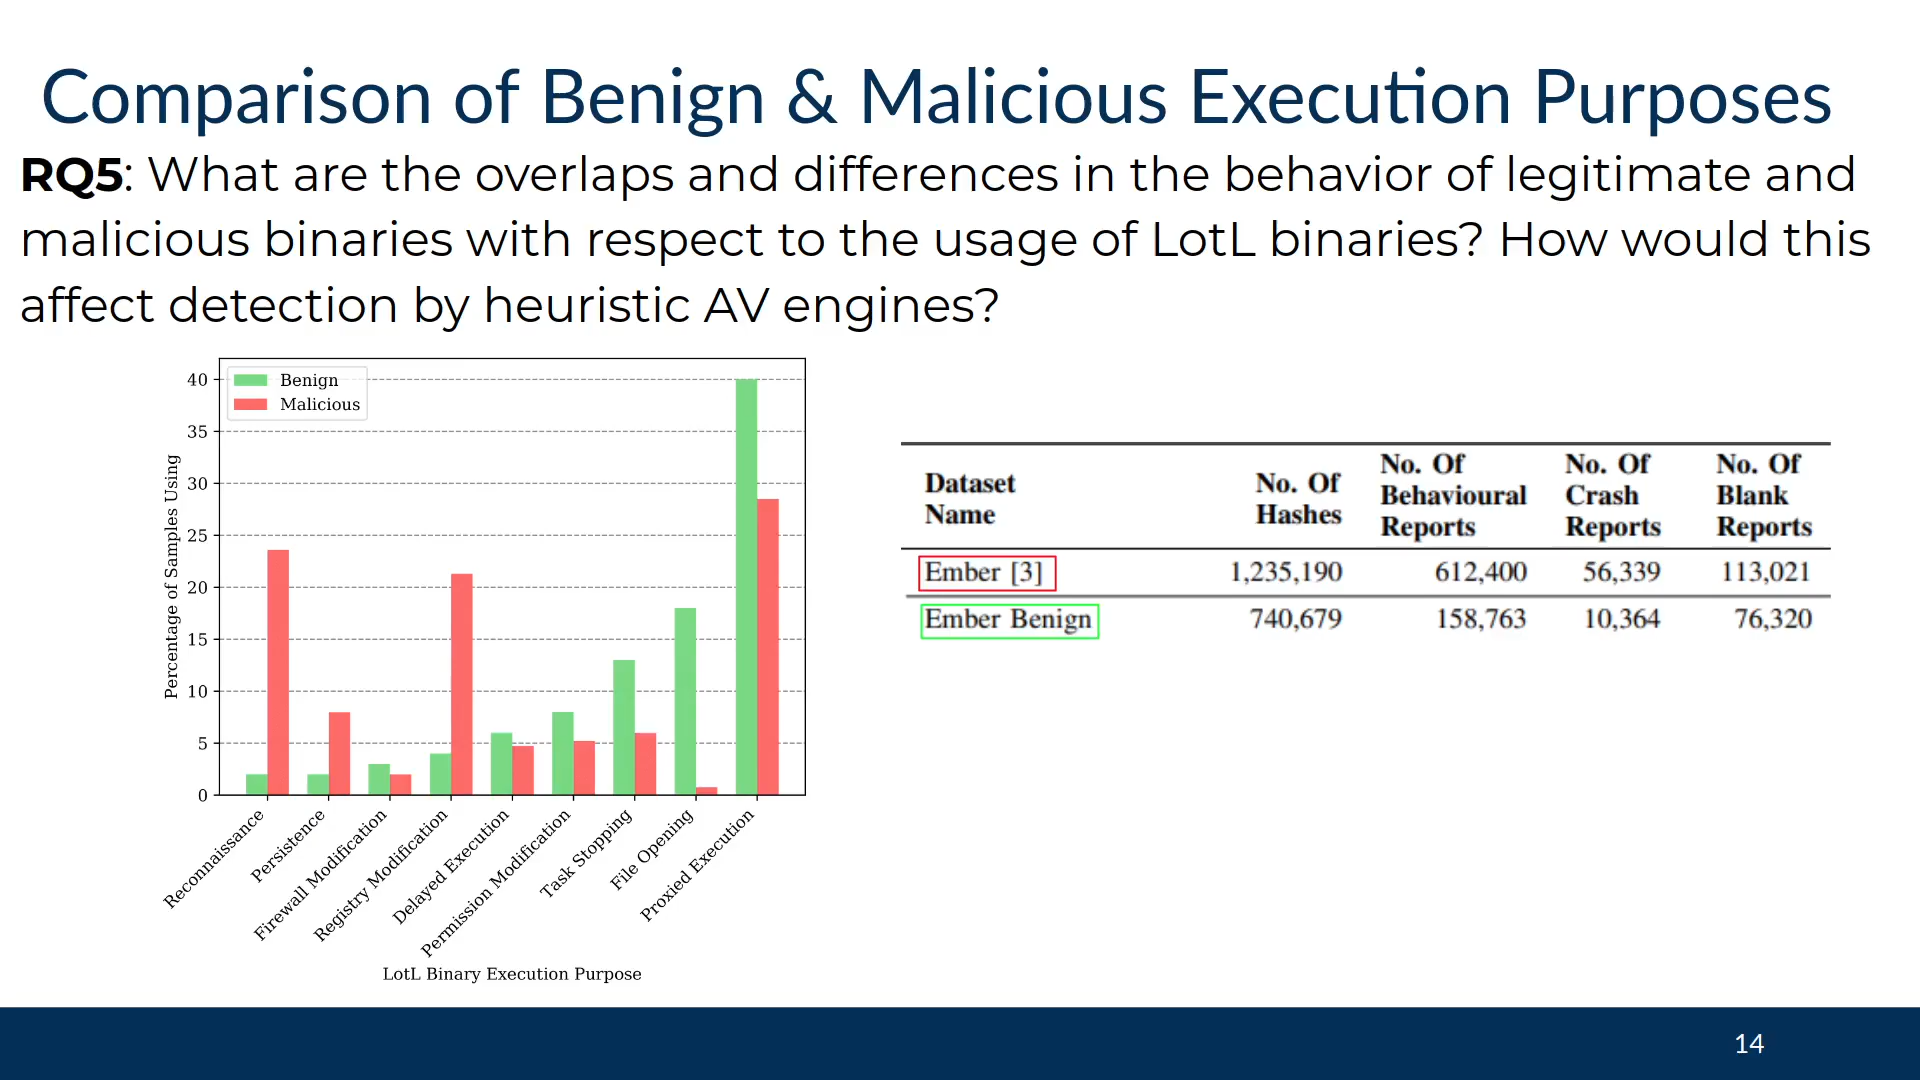 Comparison of Benign & Malicious Execution Purposes
RQ5: What are the overlaps and differences in the behavior of legitimate and
malicious binaries with respect to the usage of LotL binaries? How would this
affect detection by heuristic AV engines?
Benign
Malicious
40
35
30
25
20
15
10
5
0
Percentage of Samples Using
Reconnaissance
Persistence
Firewall Modification
Registry Modification
Delayed Execution
Permission Modification
Task Stopping
File Opening
Proxied Execution
LotL Binary Execution Purpose
Dataset Name No. Of Hashes No. Of Behavioural Reports No. Of Crash Reports No. Of Blank Reports
Ember [3] 1,235,190 612,400 56,339 113,021
Ember Benign 740,679 158,763 10,364 76,320
14